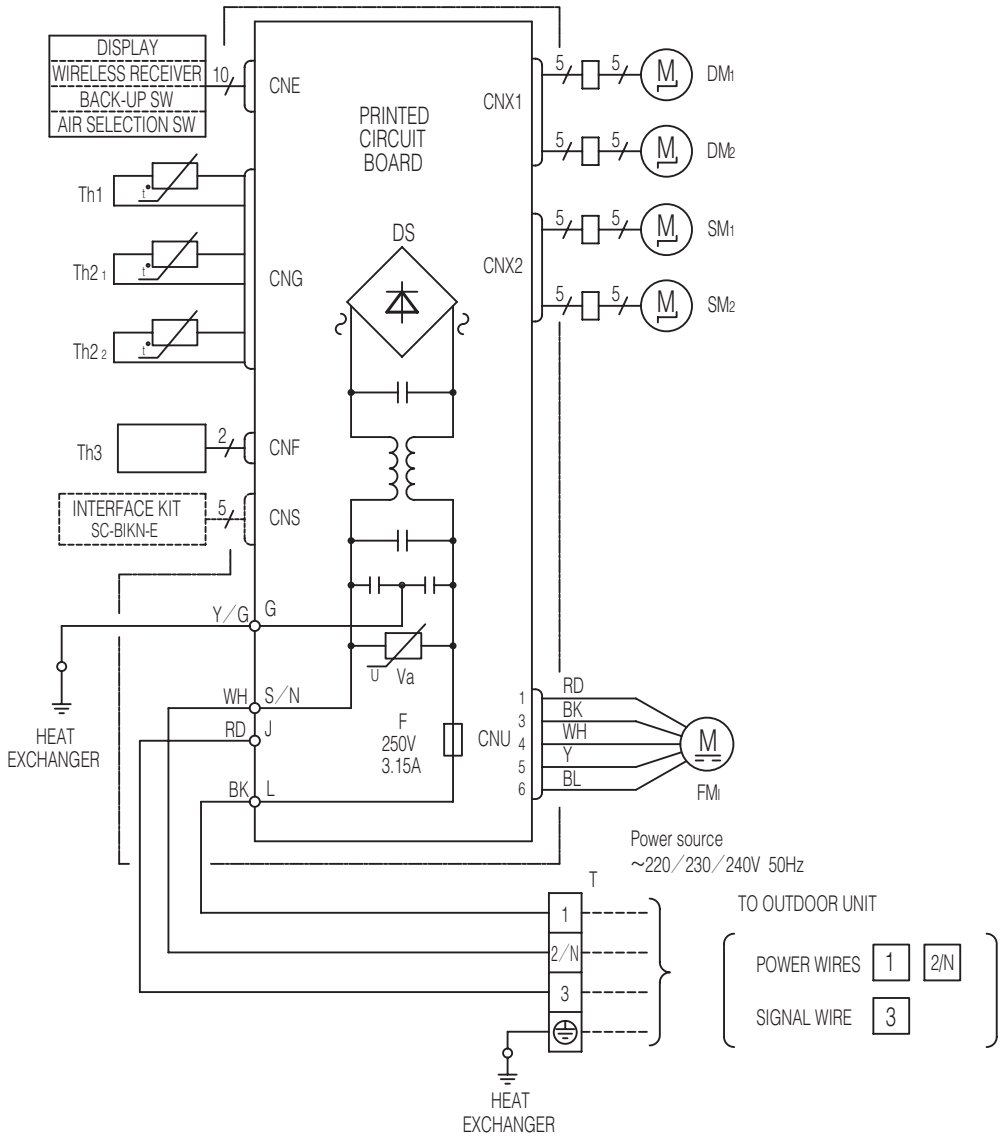 DISPLAY
WIRELESS RECEIVER
BACK-UP SW
AIR SELECTION SW
10
CNE
PRINTED
CIRCUIT
BOARD
CNX1
5
5
M
DM1
5
5
M
DM2
Th1
t°
Th2 1
t°
CNG
Th2 2
t°
DS
CNX2
5
5
M
SM1
5
5
M
SM2
Th3
2
CNF
INTERFACE KIT
SC-BIKN-E
5
CNS
Y/G
G
U
Va
WH
S/N
RD
J
F
250V
3.15A
BK
L
HEAT
EXCHANGER
CNU
1
3
4
5
6
RD
BK
WH
Y
BL
M
FMI
Power source
~220/230/240V 50Hz
T
1
2/N
3
TO OUTDOOR UNIT
POWER WIRES 1 2/N
SIGNAL WIRE 3
HEAT
EXCHANGER